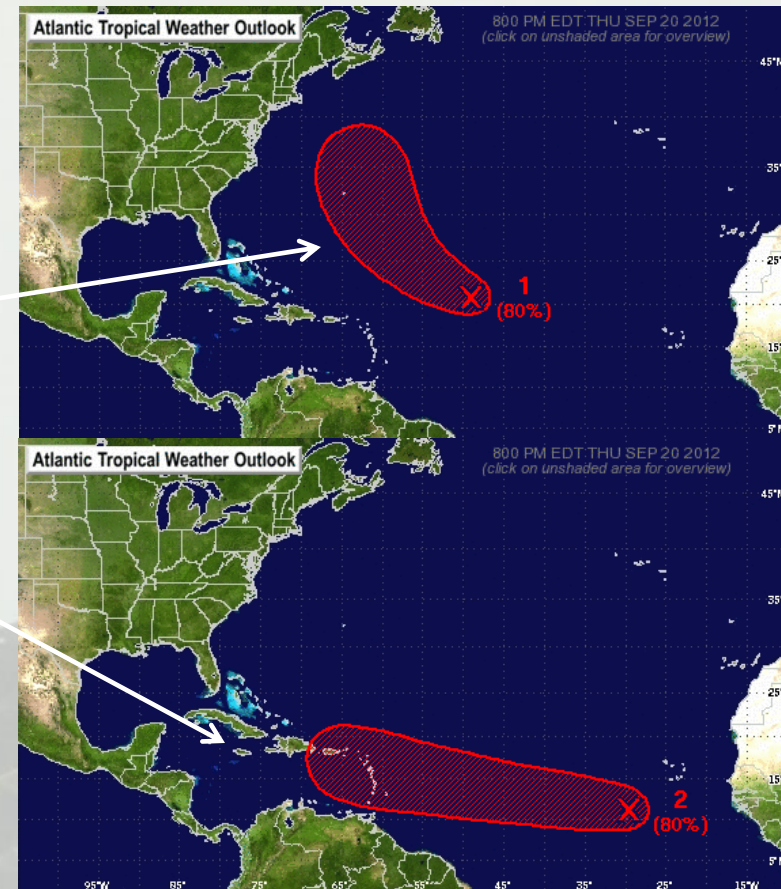 Atlantic Tropical Weather Outlook
800 PM EDT THU SEP 20 2012
(click on unshaded area for overview)
45°N
35°
25°
15°
5°N
1
(80%)
Atlantic Tropical Weather Outlook
800 PM EDT THU SEP 20 2012
(click on unshaded area for overview)
45°N
35°
25°
15°
5°N
2
(80%)
95°W 85° 75° 65° 55° 45° 35° 25° 15°W